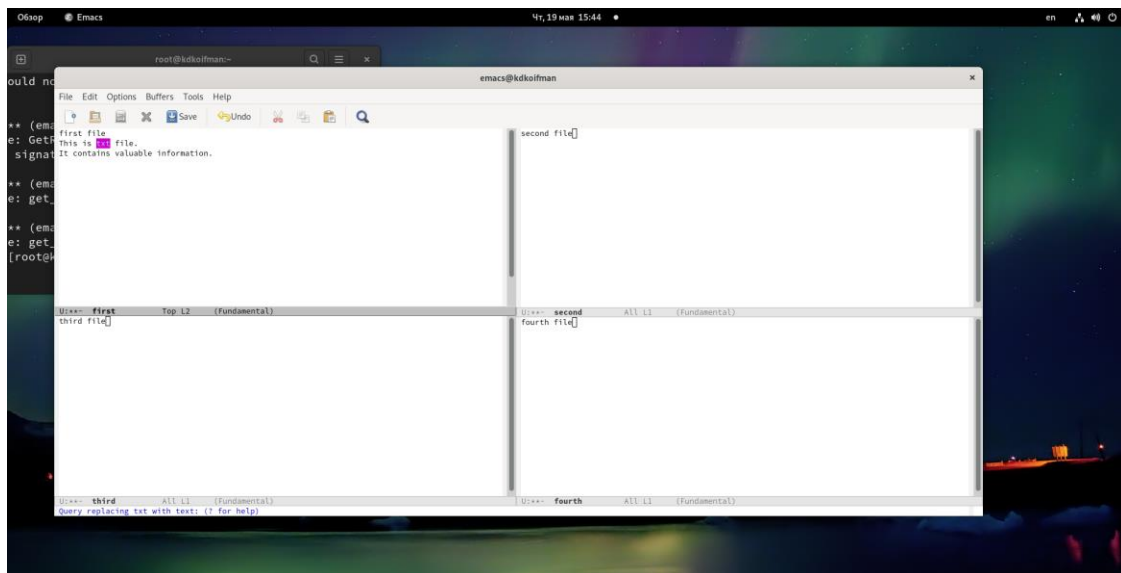 Обзор Emacs Чт, 19 мая 15:44 en
root@kdkoifman:~
ould no
emacs@kdkoifman
File Edit Options Buffers Tools Help
Save Undo
** (ema
e: GetR
signat
** (ema
e: get_
** (ema
e: get_
[root@k
first file
This is txt file.
It contains valuable information.
U:**- first Top L2 (Fundamental)
second file
U:**- second All L1 (Fundamental)
third file
U:**- third All L1 (Fundamental)
fourth file
U:**- fourth All L1 (Fundamental)
Query replacing txt with text: (? for help)